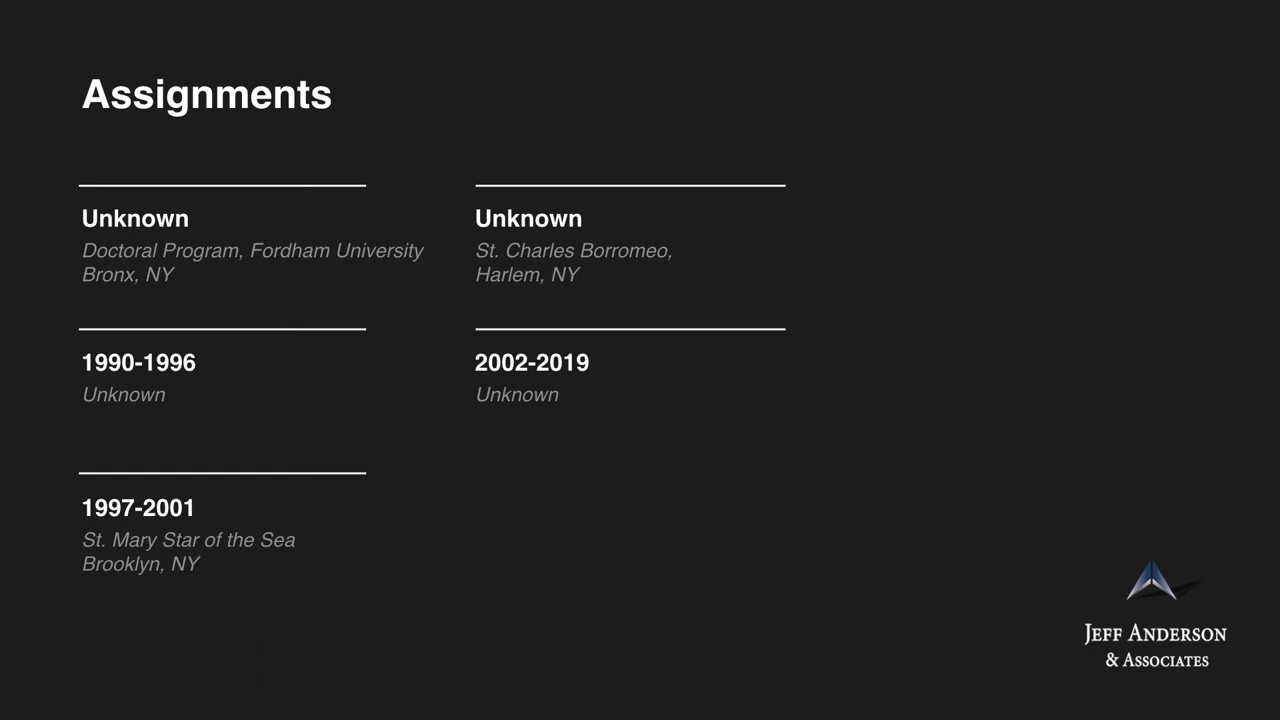 Assignments
Unknown
Doctoral Program, Fordham University
Bronx, NY
1990-1996
Unknown
1997-2001
St. Mary Star of the Sea
Brooklyn, NY
Unknown
St. Charles Borromeo,
Harlem, NY
2002-2019
Unknown
Jeff Anderson
& Associates